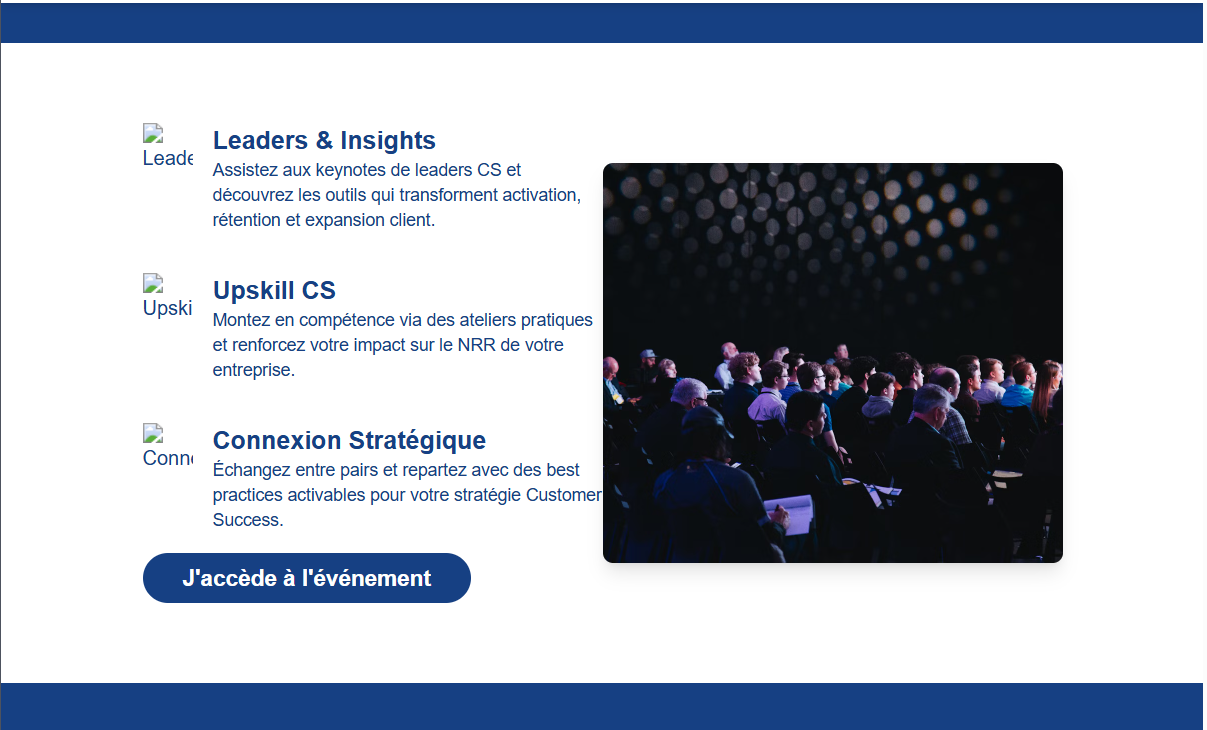 Leade
Leaders & Insights
Assistez aux keynotes de leaders CS et
découvrez les outils qui transforment activation,
rétention et expansion client.
Upski
Upskill CS
Montez en compétence via des ateliers pratiques
et renforcez votre impact sur le NRR de votre
entreprise.
Conne
Connexion Stratégique
Échangez entre pairs et repartez avec des best
practices activables pour votre stratégie Customer
Success.
J'accède à l'événement